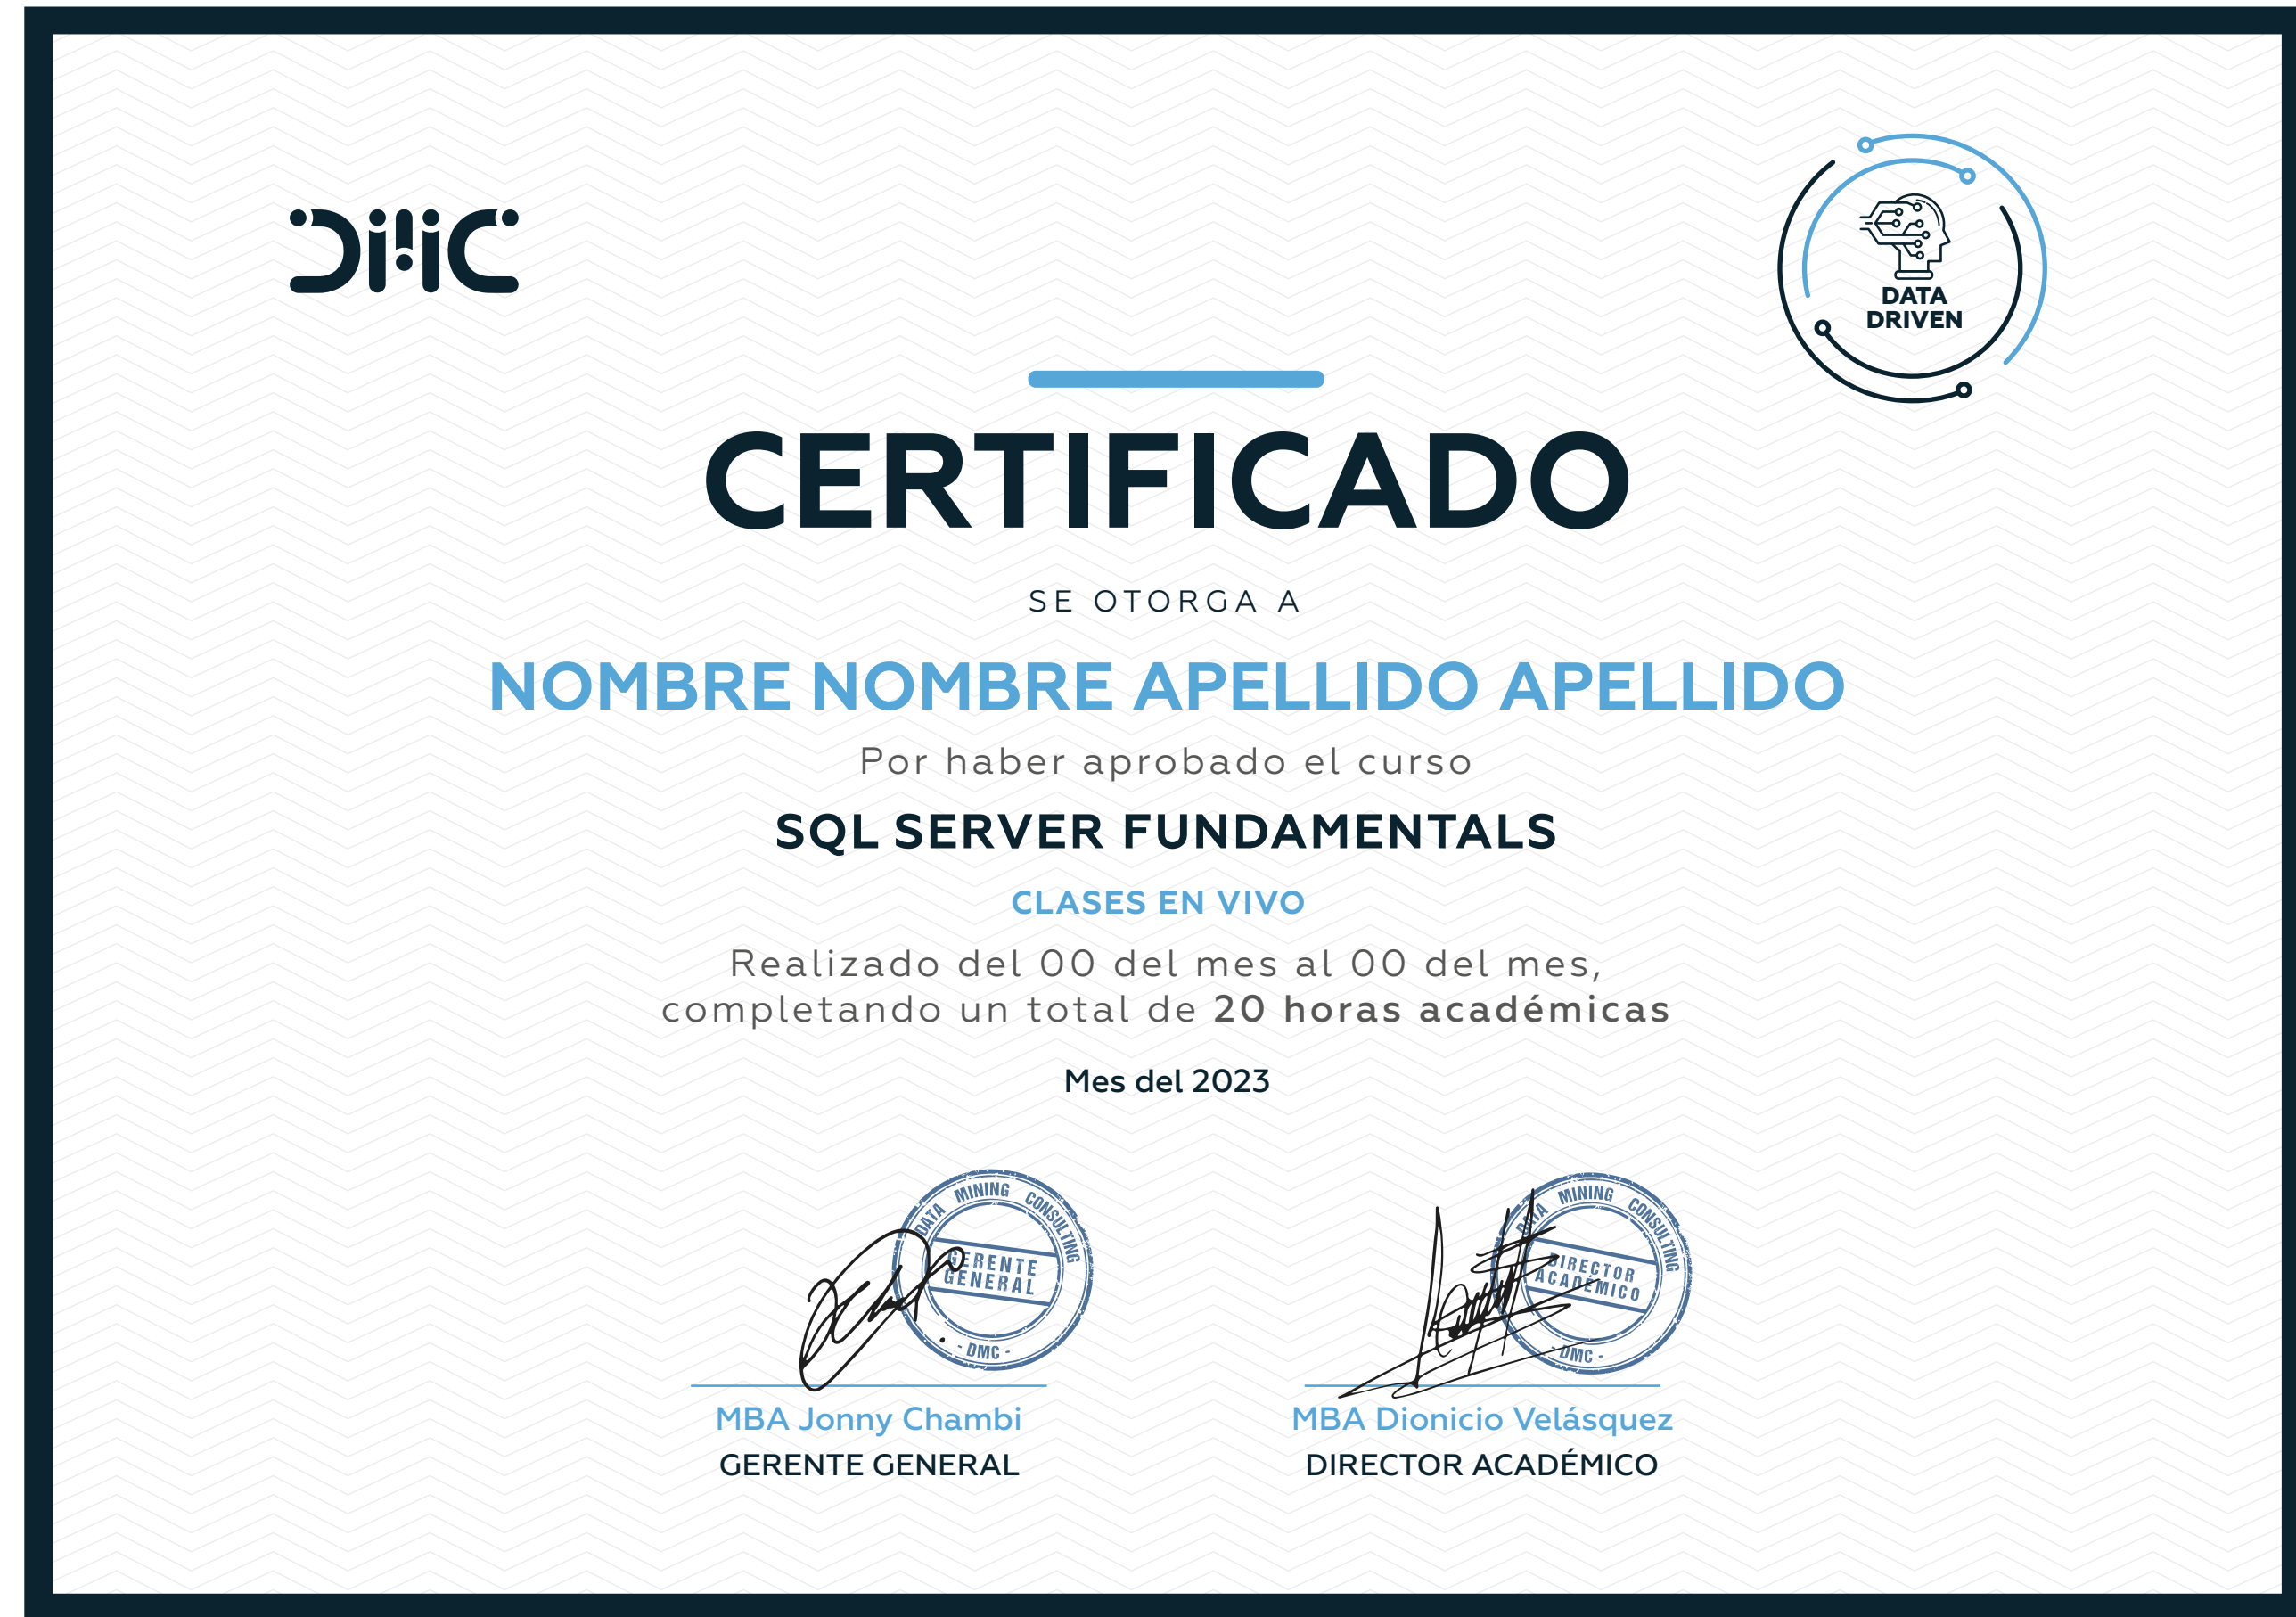 DMC
DATA
DRIVEN
CERTIFICADO
SE OTORGA A
NOMBRE NOMBRE APELLIDO APELLIDO
Por haber aprobado el curso
SQL SERVER FUNDAMENTALS
CLASES EN VIVO
Realizado del 00 del mes al 00 del mes,
completando un total de 20 horas académicas
Mes del 2023
DATA MINING CONSULTING
GERENTE
GENERAL
- DMC -
DATA MINING CONSULTING
DIRECTOR
ACADÉMICO
- DMC -
MBA Jonny Chambi
GERENTE GENERAL
MBA Dionicio Velásquez
DIRECTOR ACADÉMICO